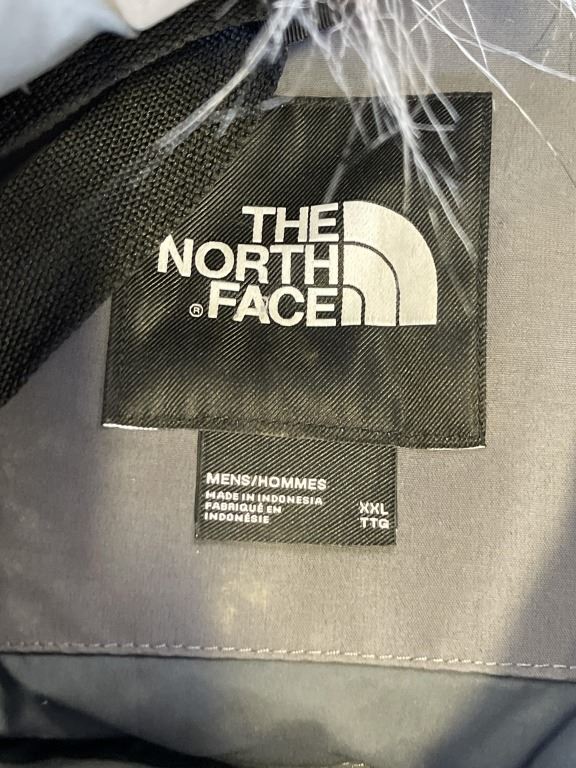 THE
NORTH
® FACE
MENS/HOMMES
MADE IN INDONESIA
FABRIQUÉ EN
INDONÉSIE
XXL
TTG